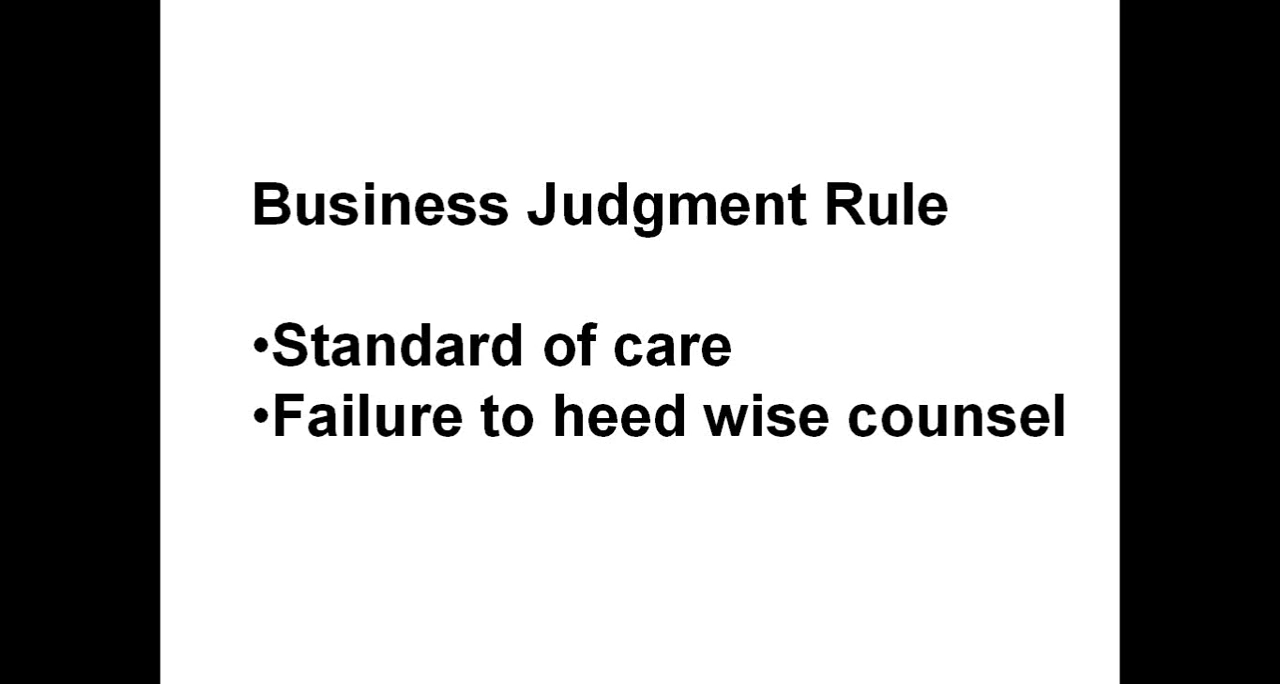 Business Judgment Rule
•Standard of care
•Failure to heed wise counsel